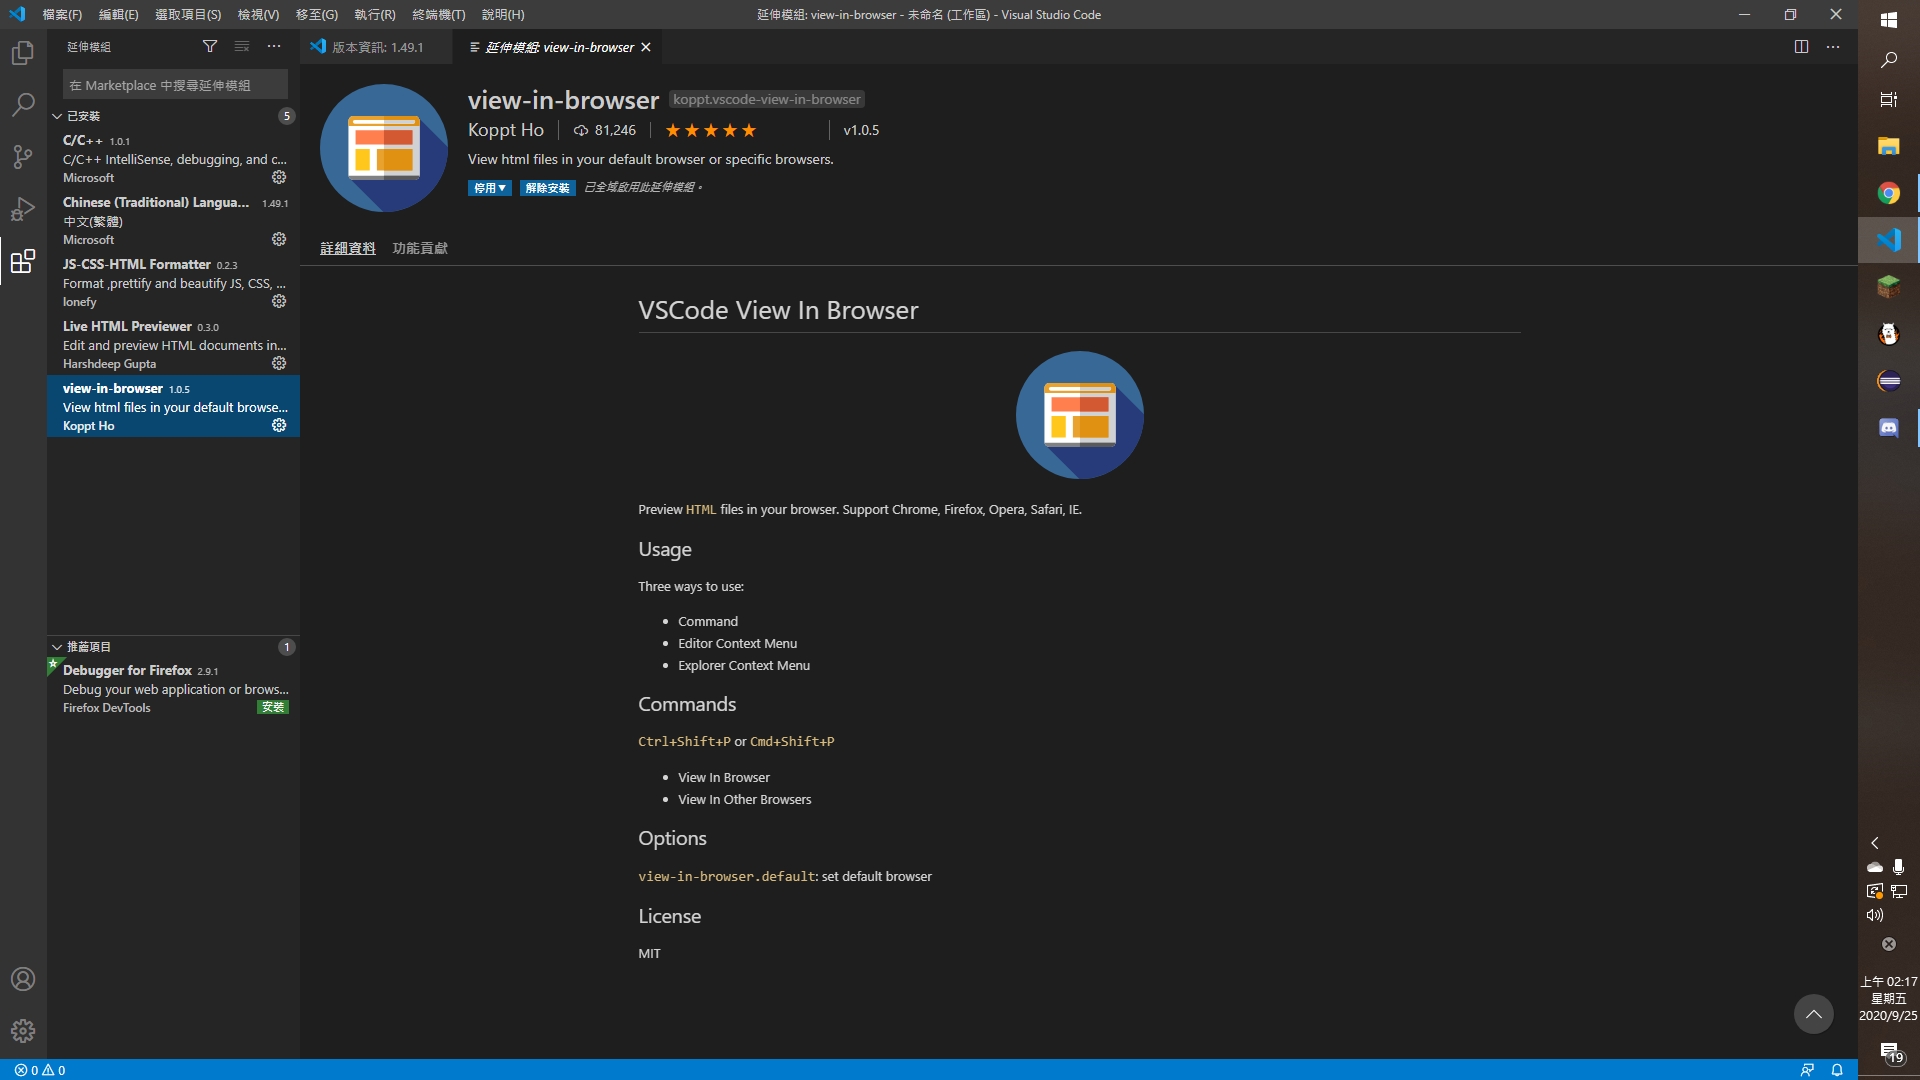 檔案(F) 編輯(E) 選取項目(S) 檢視(V) 移至(G) 執行(R) 終端機(T) 說明(H)
延伸模組: view-in-browser - 未命名 (工作區) - Visual Studio Code
延伸模組
在 Marketplace 中搜尋延伸模組
已安裝 5
C/C++ 1.0.1
C/C++ IntelliSense, debugging, and c...
Microsoft
Chinese (Traditional) Langua... 1.49.1
中文(繁體)
Microsoft
JS-CSS-HTML Formatter 0.2.3
Format ,prettify and beautify JS, CSS, ...
lonefy
Live HTML Previewer 0.3.0
Edit and preview HTML documents in...
Harshdeep Gupta
view-in-browser 1.0.5
View html files in your default browse...
Koppt Ho
推薦項目 1
Debugger for Firefox 2.9.1
Debug your web application or brows...
Firefox DevTools 安裝
版本資訊: 1.49.1
延伸模組: view-in-browser
view-in-browser koppt.vscode-view-in-browser
Koppt Ho 81,246 v1.0.5
View html files in your default browser or specific browsers.
停用 解除安裝 已全域啟用此延伸模組。
詳細資料 功能貢獻
VSCode View In Browser
Preview HTML files in your browser. Support Chrome, Firefox, Opera, Safari, IE.
Usage
Three ways to use:
Command
Editor Context Menu
Explorer Context Menu
Commands
Ctrl+Shift+P or Cmd+Shift+P
View In Browser
View In Other Browsers
Options
view-in-browser.default: set default browser
License
MIT
0 0
上午 02:17
星期五
2020/9/25
19